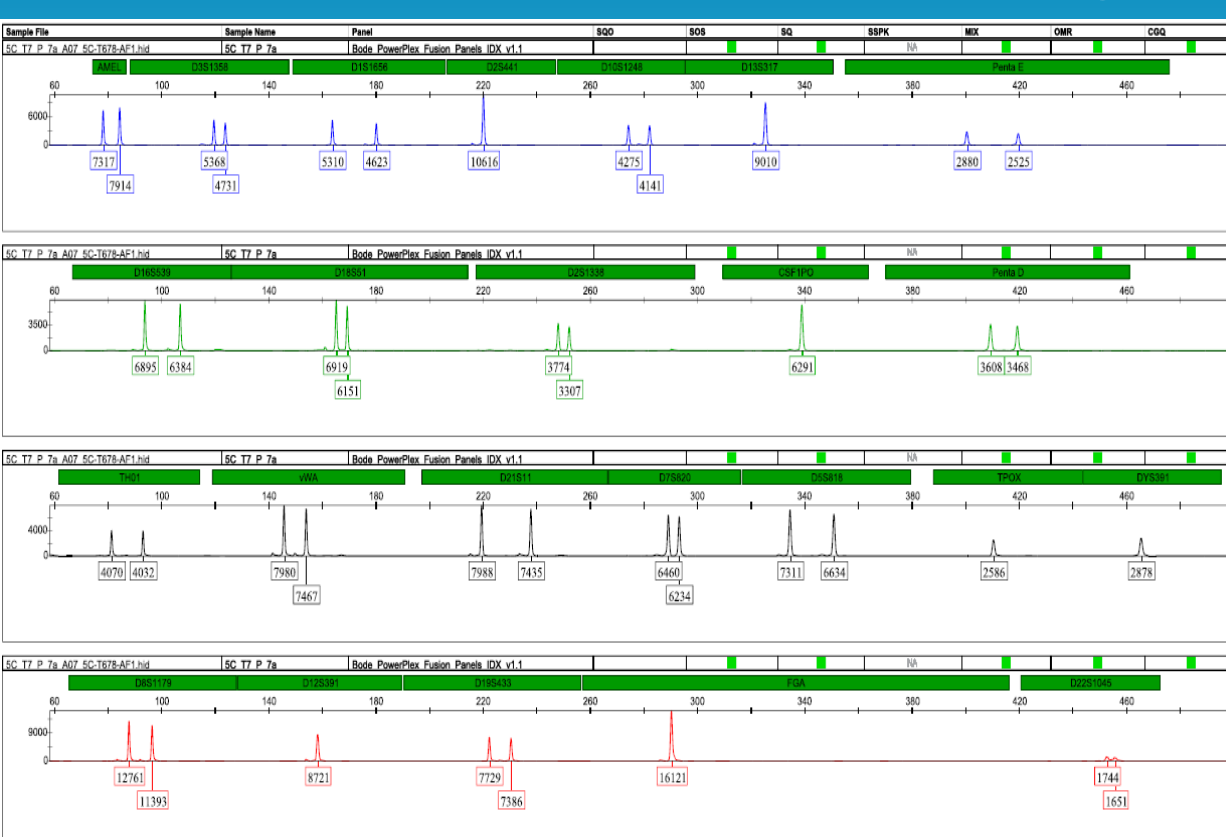 Sample File Sample Name Panel SQO SOS SQ SSPK MIX OMR CGQ
5C_T7_P_7a_A07_5C-T678-AF1.hid 5C_T7_P_7a Bode_PowerPlex_Fusion_Panels_IDX_v1.1 NA
AMEL D3S1358 D1S1656 D2S441 D10S1248 D13S317 Penta E
60 100 140 180 220 260 300 340 380 420 460
6000
0
7317 5368 5310 4623 10616 4275 9010 2880 2525
7914 4731 4141
5C_T7_P_7a_A07_5C-T678-AF1.hid 5C_T7_P_7a Bode_PowerPlex_Fusion_Panels_IDX_v1.1 NA
D16S539 D18S51 D2S1338 CSF1PO Penta D
60 100 140 180 220 260 300 340 380 420 460
3500
0
6895 6384 6919 3774 6291 3608 3468
6151 3307
5C_T7_P_7a_A07_5C-T678-AF1.hid 5C_T7_P_7a Bode_PowerPlex_Fusion_Panels_IDX_v1.1 NA
TH01 vWA D21S11 D7S820 D5S818 TPOX DYS391
60 100 140 180 220 260 300 340 380 420 460
4000
0
4070 4032 7980 7988 7435 6460 7311 6634 2586 2878
7467 6234
5C_T7_P_7a_A07_5C-T678-AF1.hid 5C_T7_P_7a Bode_PowerPlex_Fusion_Panels_IDX_v1.1 NA
D8S1179 D12S391 D19S433 FGA D22S1045
60 100 140 180 220 260 300 340 380 420 460
9000
0
12761 8721 7729 16121 1744
11393 7386 1651